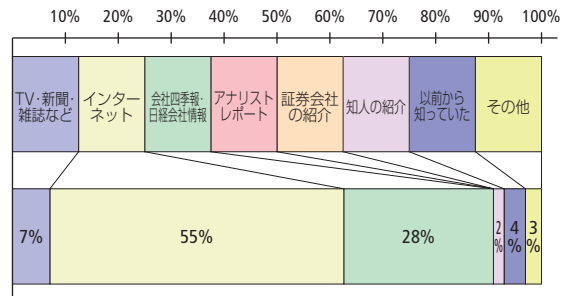 10% 20% 30% 40% 50% 60% 70% 80% 90% 100%
TV・新聞・
雑誌など
インター
ネット
会社四季報・
日経会社情報
アナリスト
レポート
証券会社
の紹介
知人の紹介
以前から
知っていた
その他
7%
55%
28%
2
%
4
%
3
%